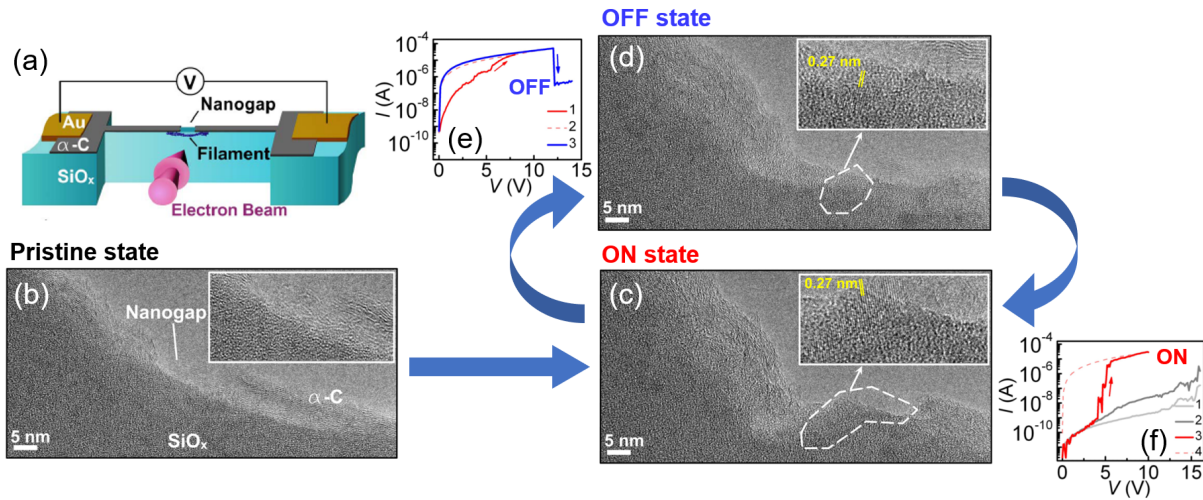 OFF state
(a)
V
Nanogap
Au
α-C
Filament
SiOₓ
Electron Beam
10⁻⁴
10⁻⁶
10⁻⁸
10⁻¹⁰
I (A)
OFF
1
2
3
(e)
0 5 10
V (V)
(d)
0.27 nm
5 nm
Pristine state
(b)
Nanogap
α-C
5 nm
SiOₓ
ON state
(c)
0.27 nm
5 nm
10⁻⁴
10⁻⁶
10⁻⁸
10⁻¹⁰
I (A)
ON
1
2
3
4
(f)
0 5 10 15
V (V)